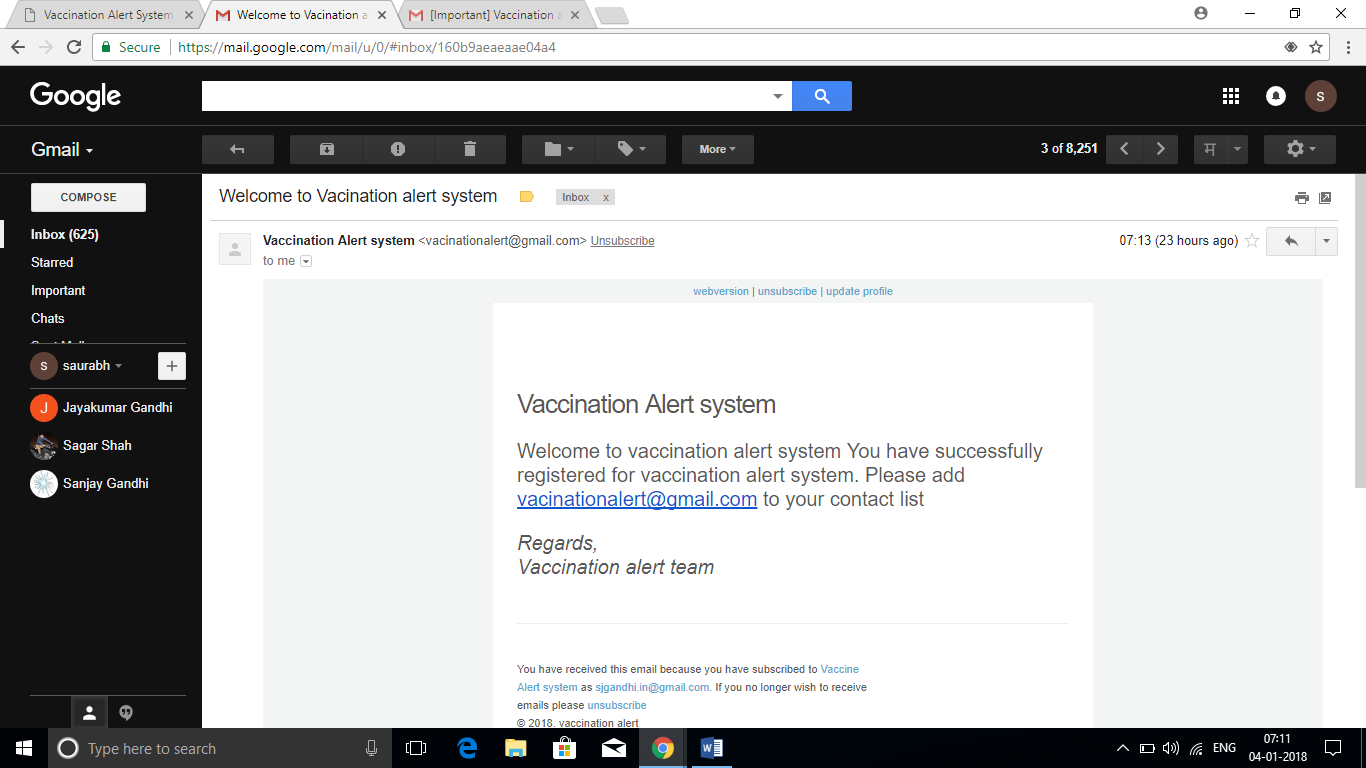 Vaccination Alert System
Welcome to Vacination a
[Important] Vaccination a
Secure https://mail.google.com/mail/u/0/#inbox/160b9aeaeaae04a4
Google
S
Gmail
More
3 of 8,251
म
COMPOSE
Inbox (625)
Starred
Important
Chats
S saurabh +
J Jayakumar Gandhi
Sagar Shah
Sanjay Gandhi
Welcome to Vacination alert system Inbox x
Vaccination Alert system <vacinationalert@gmail.com> Unsubscribe
07:13 (23 hours ago)
to me
webversion | unsubscribe | update profile
Vaccination Alert system
Welcome to vaccination alert system You have successfully
registered for vaccination alert system. Please add
vacinationalert@gmail.com to your contact list
Regards,
Vaccination alert team
You have received this email because you have subscribed to Vaccine
Alert system as sjgandhi.in@gmail.com. If you no longer wish to receive
emails please unsubscribe
© 2018, vaccination alert
Type here to search
ENG
07:11
04-01-2018